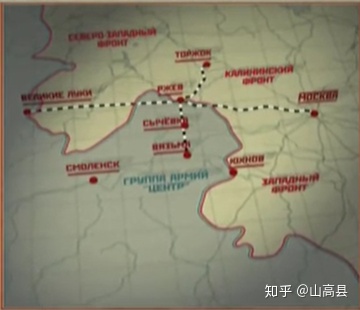 СЕВЕРО ЗАПАДНЫЙ
ФРОНТ
ТОРЖОК
КАЛИНИНСКИЙ
ФРОНТ
ВЕЛИКИЕ ЛУКИ
РЖЕВ
МОСКВА
СЫЧЁВКА
ВЯЗЬМА
СМОЛЕНСК
ЮХНОВ
ГРУППА АРМИЙ
"ЦЕНТР"
ЗАПАДНЫЙ
ФРОНТ
知乎 @山高县